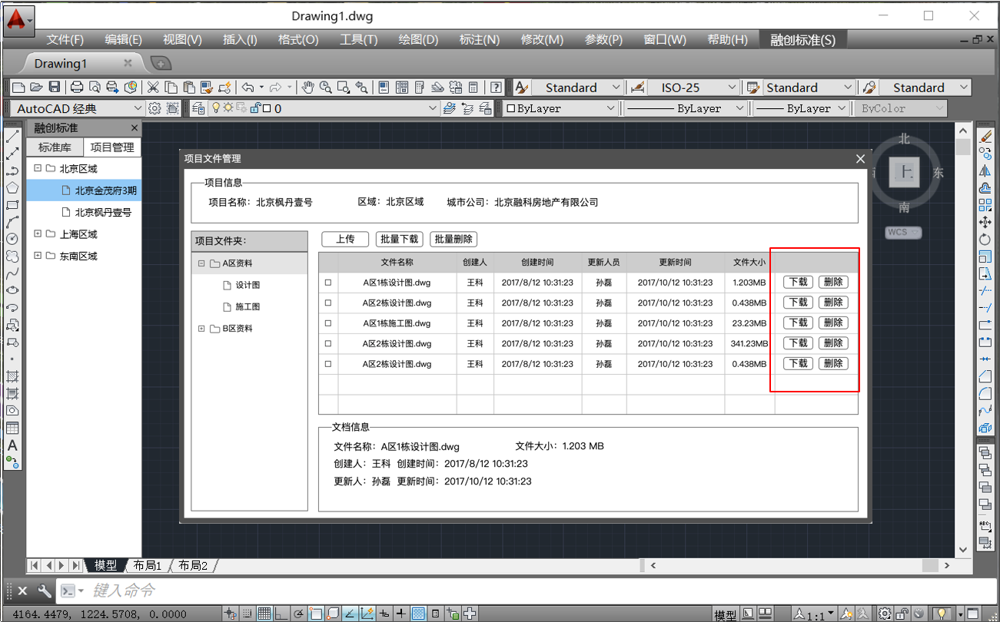 Drawing1.dwg
文件(F) 编辑(E) 视图(V) 插入(I) 格式(O) 工具(T) 绘图(D) 标注(N) 修改(M) 参数(P) 窗口(W) 帮助(H) 融创标准(S)
Drawing1
Standard ISO-25 Standard Standard
AutoCAD 经典 0 ByLayer ByLayer ByLayer ByColor
融创标准
标准库 项目管理
北京区域
北京金茂府3期
北京枫丹壹号
上海区域
东南区域
项目文件管理
项目信息
项目名称：北京枫丹壹号 区域：北京区域 城市公司：北京融科房地产有限公司
项目文件夹：
A区资料
设计图
施工图
B区资料
上传 批量下载 批量删除
文件名称 创建人 创建时间 更新人员 更新时间 文件大小
A区1栋设计图.dwg 王科 2017/8/12 10:31:23 孙磊 2017/10/12 10:31:23 1.203MB 下载 删除
A区2栋设计图.dwg 王科 2017/8/12 10:31:23 孙磊 2017/10/12 10:31:23 0.438MB 下载 删除
A区1栋施工图.dwg 王科 2017/8/12 10:31:23 孙磊 2017/10/12 10:31:23 23.23MB 下载 删除
A区2栋设计图.dwg 王科 2017/8/12 10:31:23 孙磊 2017/10/12 10:31:23 341.23MB 下载 删除
A区2栋设计图.dwg 王科 2017/8/12 10:31:23 孙磊 2017/10/12 10:31:23 0.438MB 下载 删除
文档信息
文件名称：A区1栋设计图.dwg 文件大小：1.203 MB
创建人：王科 创建时间：2017/8/12 10:31:23
更新人：孙磊 更新时间：2017/10/12 10:31:23
北
上 东
南
WCS
A
ABC
模型 布局1 布局2
键入命令
4164.4479, 1224.5708, 0.0000 模型 1:1